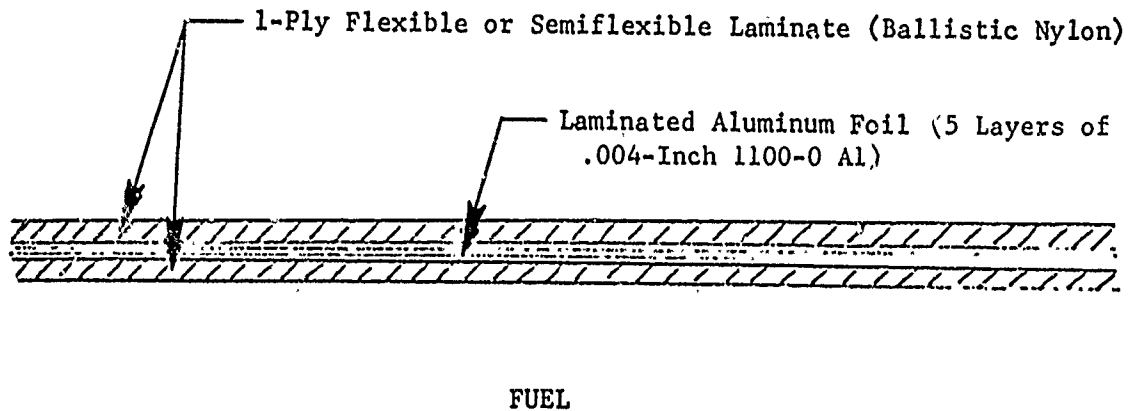 1-Ply Flexible or Semiflexible Laminate (Ballistic Nylon)
Laminated Aluminum Foil (5 Layers of
.004-Inch 1100-0 Al)
FUEL